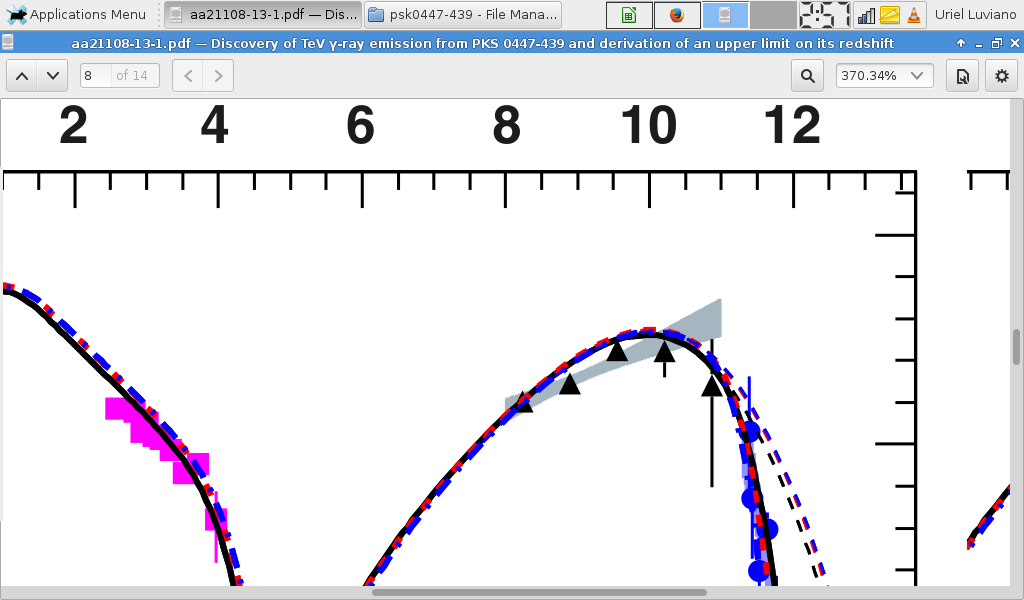 Applications Menu
aa21108-13-1.pdf — Dis...
psk0447-439 - File Mana...
Uriel Luviano
aa21108-13-1.pdf — Discovery of TeV γ-ray emission from PKS 0447-439 and derivation of an upper limit on its redshift
8 of 14
370.34%
2 4 6 8 10 12